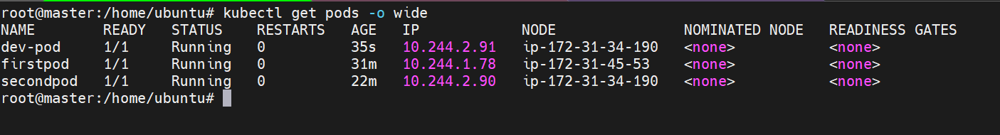 root@master:/home/ubuntu# kubectl get pods -o wide
NAME READY STATUS RESTARTS AGE IP NODE NOMINATED NODE READINESS GATES
dev-pod 1/1 Running 0 35s 10.244.2.91 ip-172-31-34-190 <none> <none>
firstpod 1/1 Running 0 31m 10.244.1.78 ip-172-31-45-53 <none> <none>
secondpod 1/1 Running 0 22m 10.244.2.90 ip-172-31-34-190 <none> <none>
root@master:/home/ubuntu#